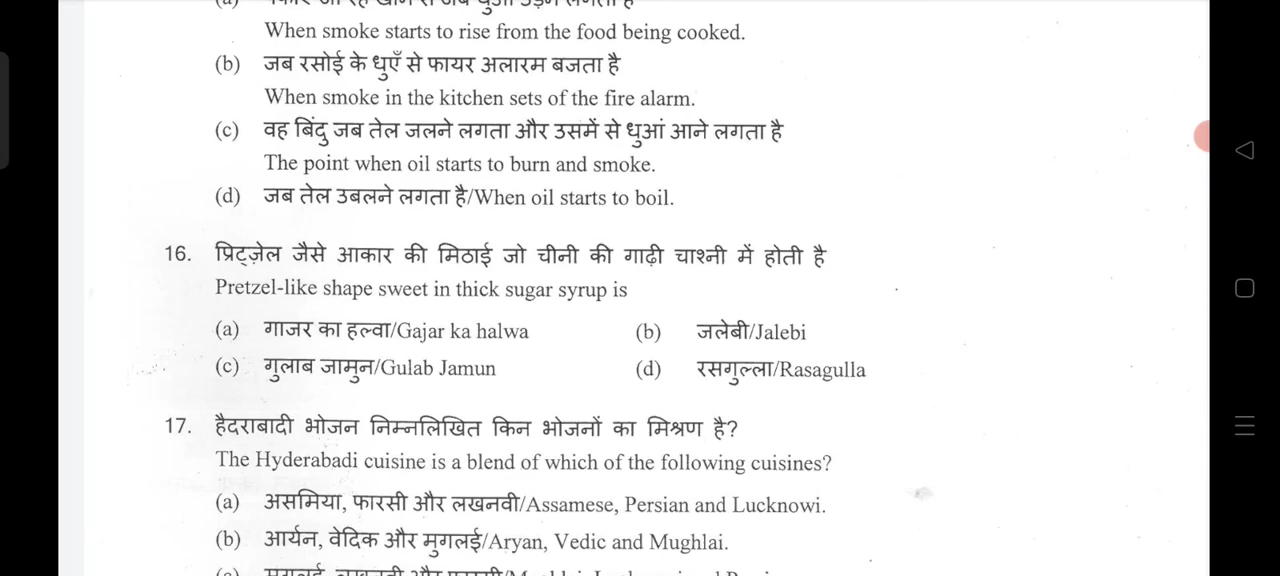 When smoke starts to rise from the food being cooked.
(b) जब रसोई के धुएँ से फायर अलारम बजता है
When smoke in the kitchen sets of the fire alarm.
(c) वह बिंदु जब तेल जलने लगता और उसमें से धुआं आने लगता है
The point when oil starts to burn and smoke.
(d) जब तेल उबलने लगता है/When oil starts to boil.
16. प्रिट्ज़ेल जैसे आकार की मिठाई जो चीनी की गाढ़ी चाश्नी में होती है
Pretzel-like shape sweet in thick sugar syrup is
(a) गाजर का हल्वा/Gajar ka halwa (b) जलेबी/Jalebi
(c) गुलाब जामुन/Gulab Jamun (d) रसगुल्ला/Rasagulla
17. हैदराबादी भोजन निम्नलिखित किन भोजनों का मिश्रण है?
The Hyderabadi cuisine is a blend of which of the following cuisines?
(a) असमिया, फारसी और लखनवी/Assamese, Persian and Lucknowi.
(b) आर्यन, वेदिक और मुगलई/Aryan, Vedic and Mughlai.